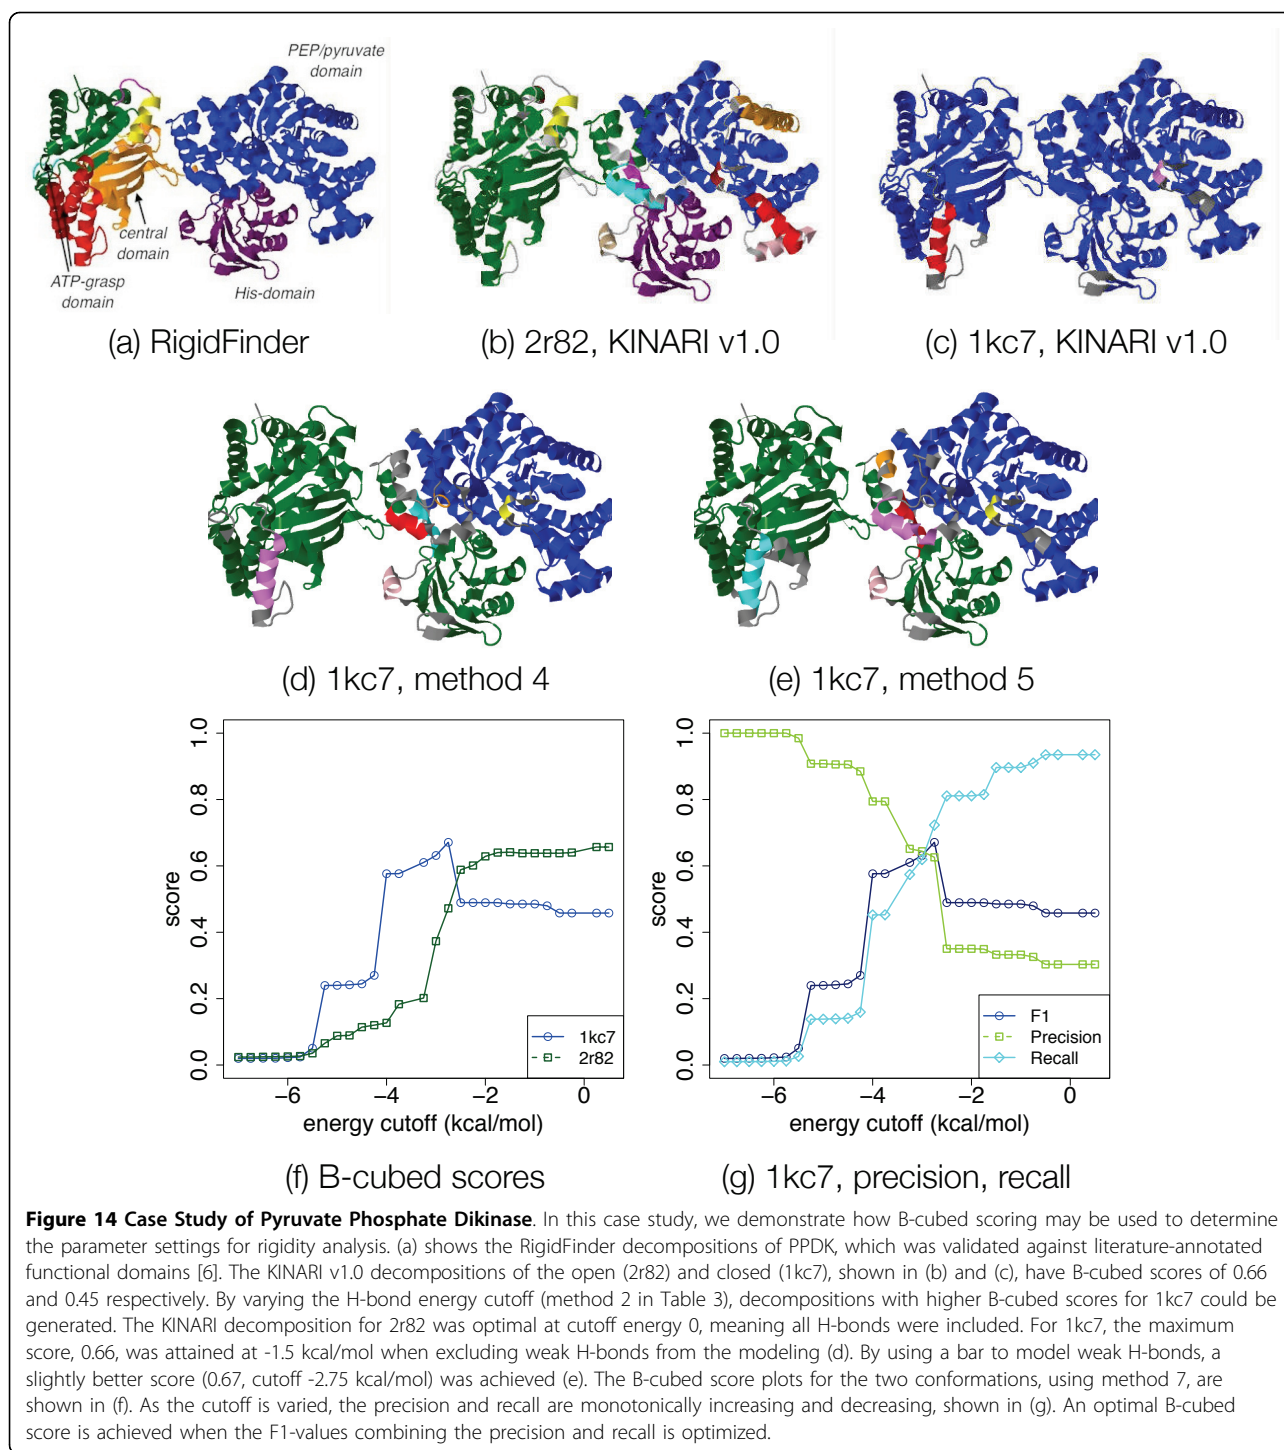 PEP/pyruvate
domain
central
domain
ATP-grasp
domain
His-domain
(a) RigidFinder
(b) 2r82, KINARI v1.0
(c) 1kc7, KINARI v1.0
(d) 1kc7, method 4
(e) 1kc7, method 5
1.0
0.8
0.6
0.4
0.2
0.0
score
1kc7
2r82
−6 −4 −2 0
energy cutoff (kcal/mol)
(f) B-cubed scores
1.0
0.8
0.6
0.4
0.2
0.0
score
F1
Precision
Recall
−6 −4 −2 0
energy cutoff (kcal/mol)
(g) 1kc7, precision, recall
Figure 14 Case Study of Pyruvate Phosphate Dikinase. In this case study, we demonstrate how B-cubed scoring may be used to determine
the parameter settings for rigidity analysis. (a) shows the RigidFinder decompositions of PPDK, which was validated against literature-annotated
functional domains [6]. The KINARI v1.0 decompositions of the open (2r82) and closed (1kc7), shown in (b) and (c), have B-cubed scores of 0.66
and 0.45 respectively. By varying the H-bond energy cutoff (method 2 in Table 3), decompositions with higher B-cubed scores for 1kc7 could be
generated. The KINARI decomposition for 2r82 was optimal at cutoff energy 0, meaning all H-bonds were included. For 1kc7, the maximum
score, 0.66, was attained at -1.5 kcal/mol when excluding weak H-bonds from the modeling (d). By using a bar to model weak H-bonds, a
slightly better score (0.67, cutoff -2.75 kcal/mol) was achieved (e). The B-cubed score plots for the two conformations, using method 7, are
shown in (f). As the cutoff is varied, the precision and recall are monotonically increasing and decreasing, shown in (g). An optimal B-cubed
score is achieved when the F1-values combining the precision and recall is optimized.